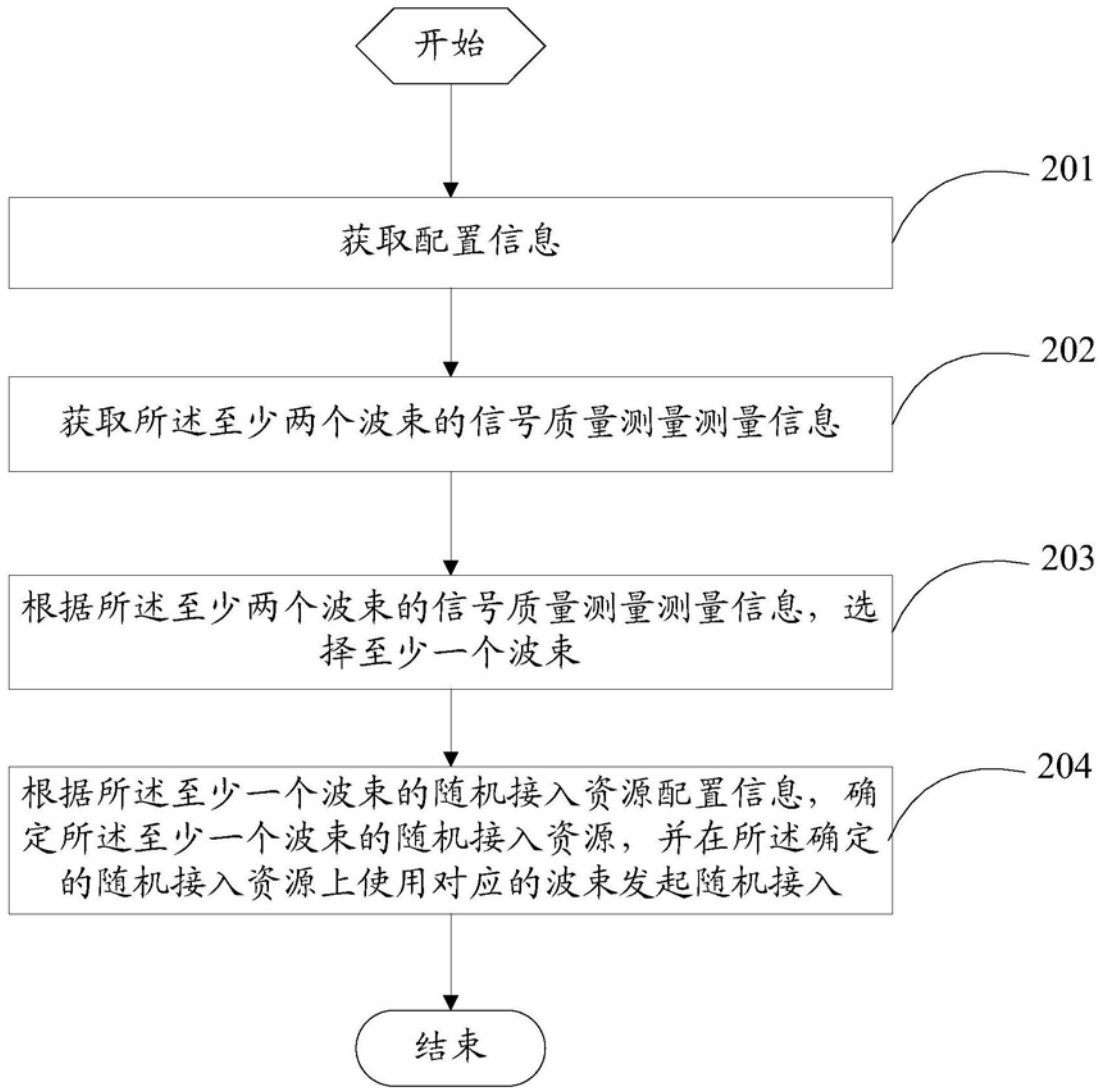 开始
201
获取配置信息
202
获取所述至少两个波束的信号质量测量测量信息
203
根据所述至少两个波束的信号质量测量测量信息，选
择至少一个波束
204
根据所述至少一个波束的随机接入资源配置信息，确
定所述至少一个波束的随机接入资源，并在所述确定
的随机接入资源上使用对应的波束发起随机接入
结束